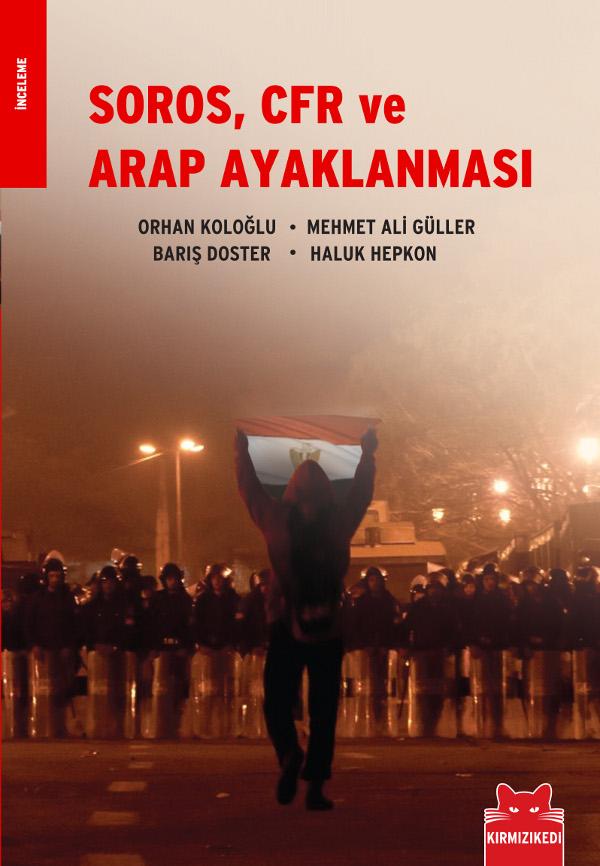 İNCELEME
SOROS, CFR ve
ARAP AYAKLANMASI
ORHAN KOLOĞLU • MEHMET ALİ GÜLLER
BARIŞ DOSTER • HALUK HEPKON
KIRMIZIKEDI